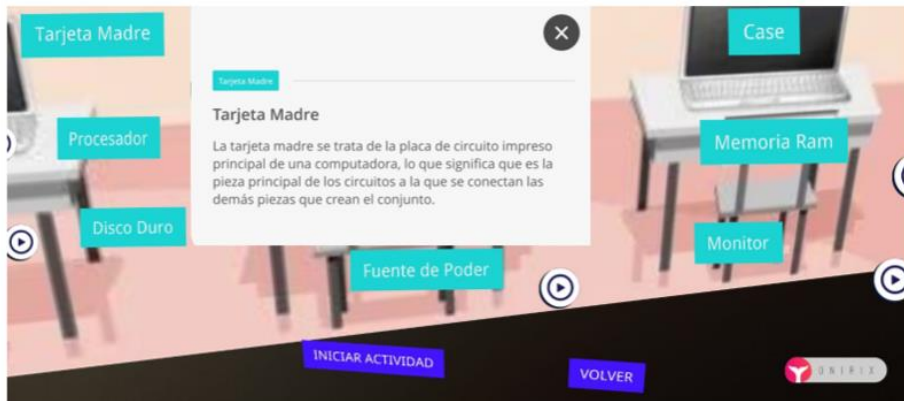 Tarjeta Madre
Procesador
Disco Duro
Tarjeta Madre
Tarjeta Madre
La tarjeta madre se trata de la placa de circuito impreso
principal de una computadora, lo que significa que es la
pieza principal de los circuitos a la que se conectan las
demás piezas que crean el conjunto.
Fuente de Poder
Case
Memoria Ram
Monitor
INICIAR ACTIVIDAD
VOLVER
ONIRIX